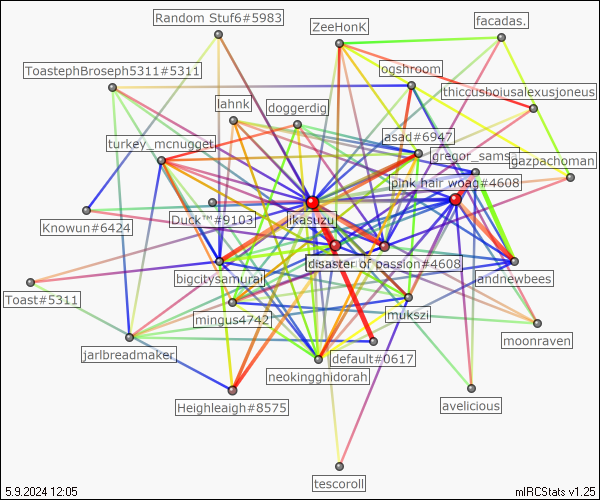 Random Stuf6#5983
facadas.
ZeeHonK
ToastephBroseph5311#5311
ogshroom
thiccusboiusalexusjoneus
lahnk
doggerdig
asad#6947
turkey_mcnugget
gregor_samsa
gazpachoman
pink hair woag#4608
Duck™#9103
ikasuzu
Knowun#6424
disaster of passion#4608
bigcitysamurai
landnewbees
Toast#5311
mingus4742
mukszi
moonraven
jarlbreadmaker
default#0617
neokingghidorah
Heighleaigh#8575
avelicious
tescoroll
5.9.2024 12:05
mIRCStats v1.25